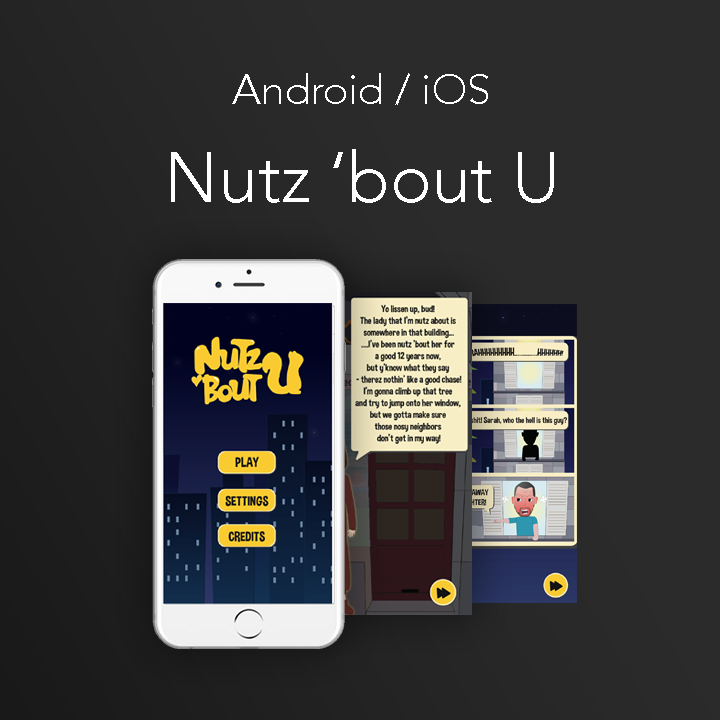 Android / iOS
Nutz ‘bout U
NUTZ
'BOUT U
PLAY
SETTINGS
CREDITS
Yo lissen up, bud!
The lady that I'm nutz about is
somewhere in that building...
....I've been nutz 'bout her for
a good 12 years now,
but y'know what they say
- therez nothin' like a good chase!
I'm gonna climb up that tree
and try to jump onto her window,
but we gotta make sure
those nosy neighbors
don't get in my way!
shit! Sarah, who the hell is this guy?
AWAY